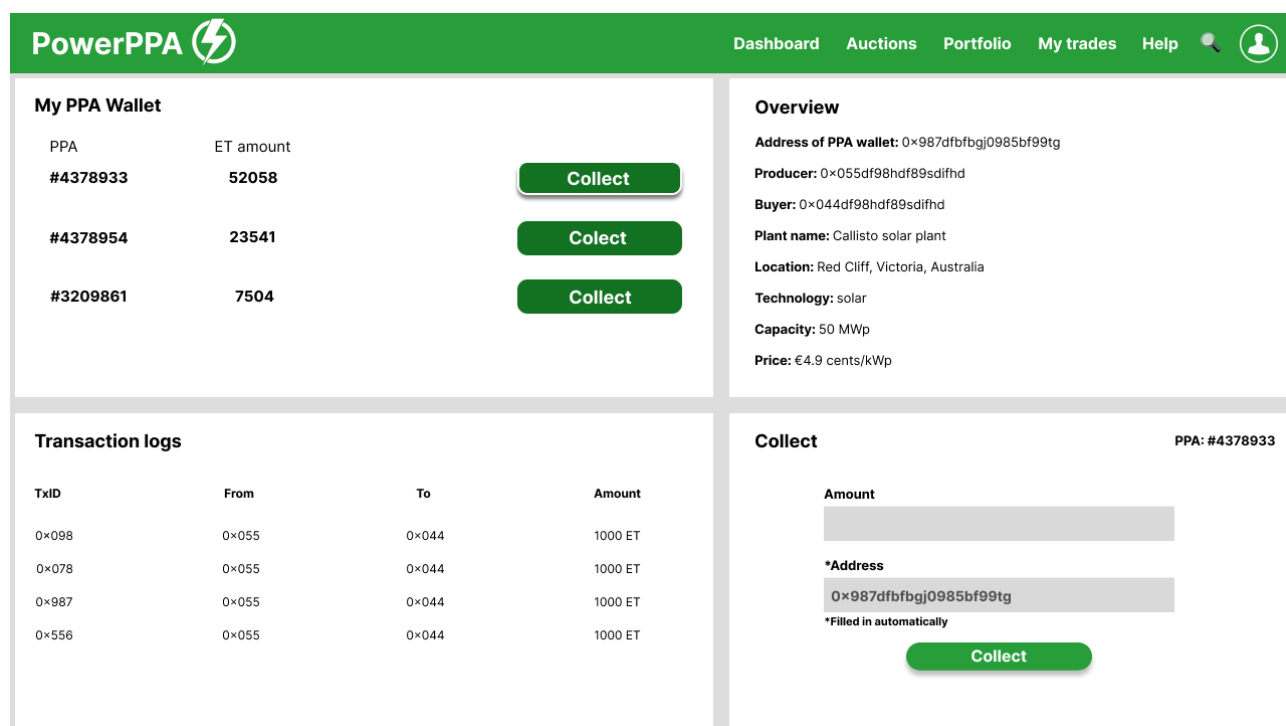 PowerPPA
Dashboard Auctions Portfolio My trades Help
My PPA Wallet
PPA ET amount
#4378933 52058 Collect
#4378954 23541 Colect
#3209861 7504 Collect
Overview
Address of PPA wallet: 0×987dfbfbgj0985bf99tg
Producer: 0×055df98hdf89sdifhd
Buyer: 0×044df98hdf89sdifhd
Plant name: Callisto solar plant
Location: Red Cliff, Victoria, Australia
Technology: solar
Capacity: 50 MWp
Price: €4.9 cents/kWp
Transaction logs
TxID From To Amount
0×098 0×055 0×044 1000 ET
0×078 0×055 0×044 1000 ET
0×987 0×055 0×044 1000 ET
0×556 0×055 0×044 1000 ET
Collect PPA: #4378933
Amount
*Address
0×987dfbfbgj0985bf99tg
*Filled in automatically
Collect